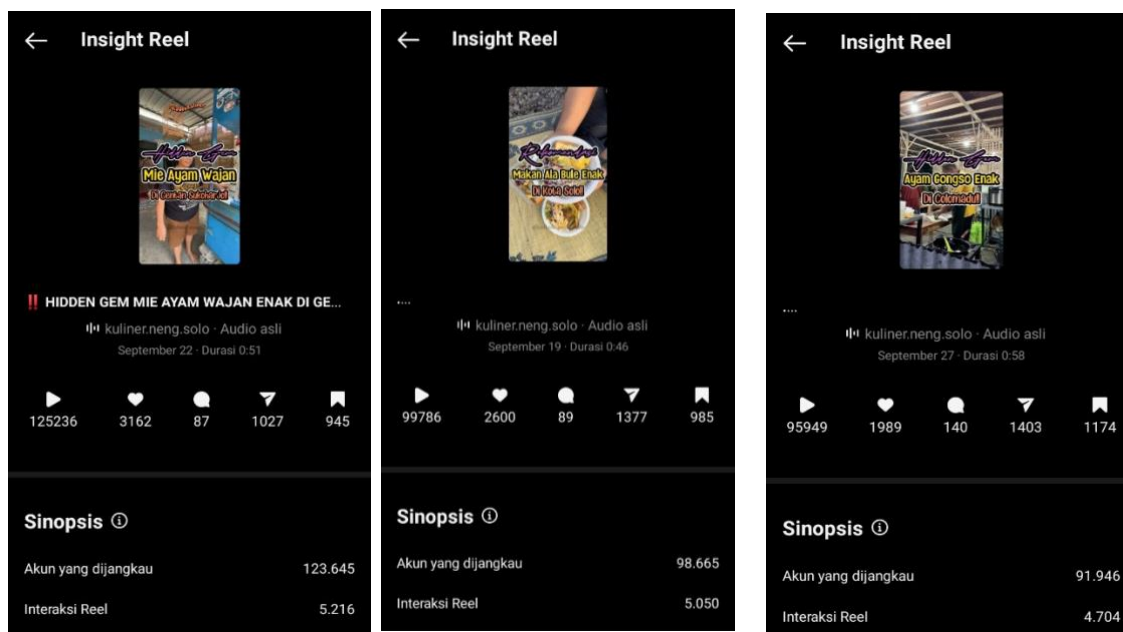 Insight Reel
Hidden Gem
Mie Ayam Wajan
Di Gentan Sukoharjo!!
‼️ HIDDEN GEM MIE AYAM WAJAN ENAK DI GE...
kuliner.neng.solo · Audio asli
September 22 · Durasi 0:51
125236 3162 87 1027 945
Sinopsis
Akun yang dijangkau 123.645
Interaksi Reel 5.216
Insight Reel
Rekomendasi
Makan Ala Bule Enak
Di Kota Solo!!
....
kuliner.neng.solo · Audio asli
September 19 · Durasi 0:46
99786 2600 89 1377 985
Sinopsis
Akun yang dijangkau 98.665
Interaksi Reel 5.050
Insight Reel
Hidden Gem
Ayam Gongso Enak
Di Colomadu!!
....
kuliner.neng.solo · Audio asli
September 27 · Durasi 0:58
95949 1989 140 1403 1174
Sinopsis
Akun yang dijangkau 91.946
Interaksi Reel 4.704